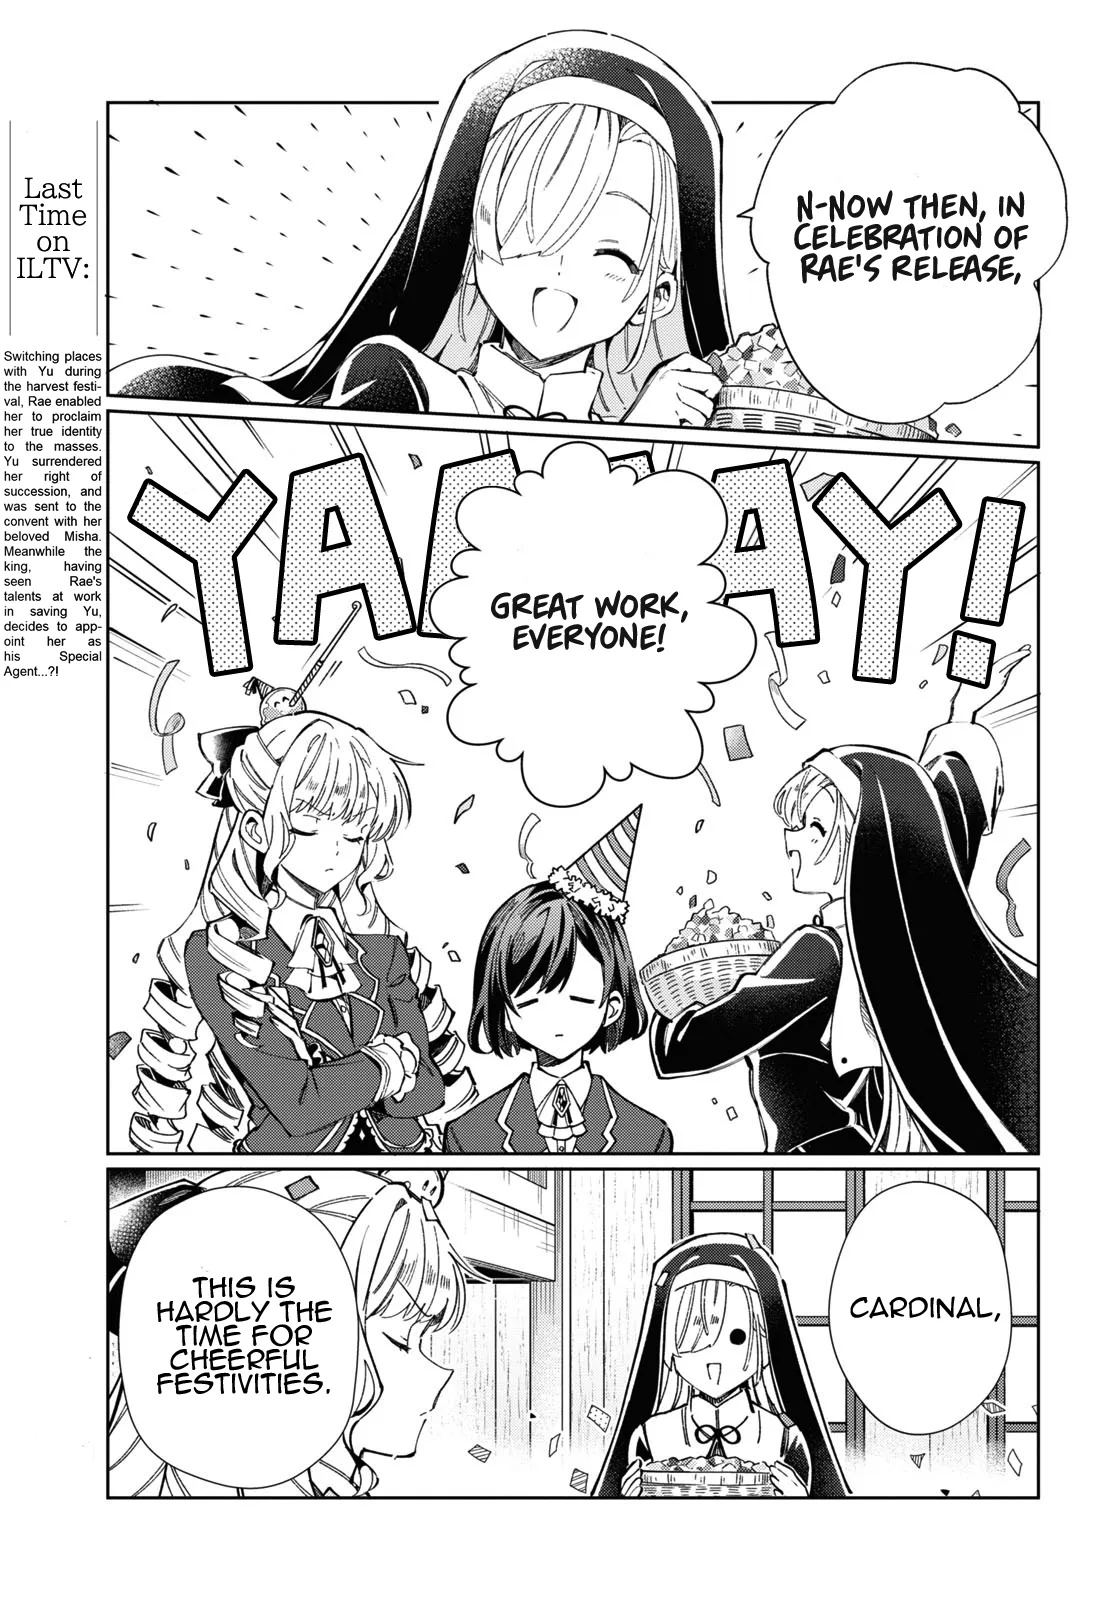 Last
Time
on
ILTV:
Switching places
with Yu during
the harvest festi-
val, Rae enabled
her to proclaim
her true identity
to the masses.
Yu surrendered
her right of
succession, and
was sent to the
convent with her
beloved Misha.
Meanwhile the
king, having
seen Rae's
talents at work
in saving Yu,
decides to app-
oint her as
his Special
Agent...?!
N-NOW THEN, IN
CELEBRATION OF
RAE'S RELEASE,
YAAAAY!
GREAT WORK,
EVERYONE!
CARDINAL,
THIS IS
HARDLY THE
TIME FOR
CHEERFUL
FESTIVITIES.